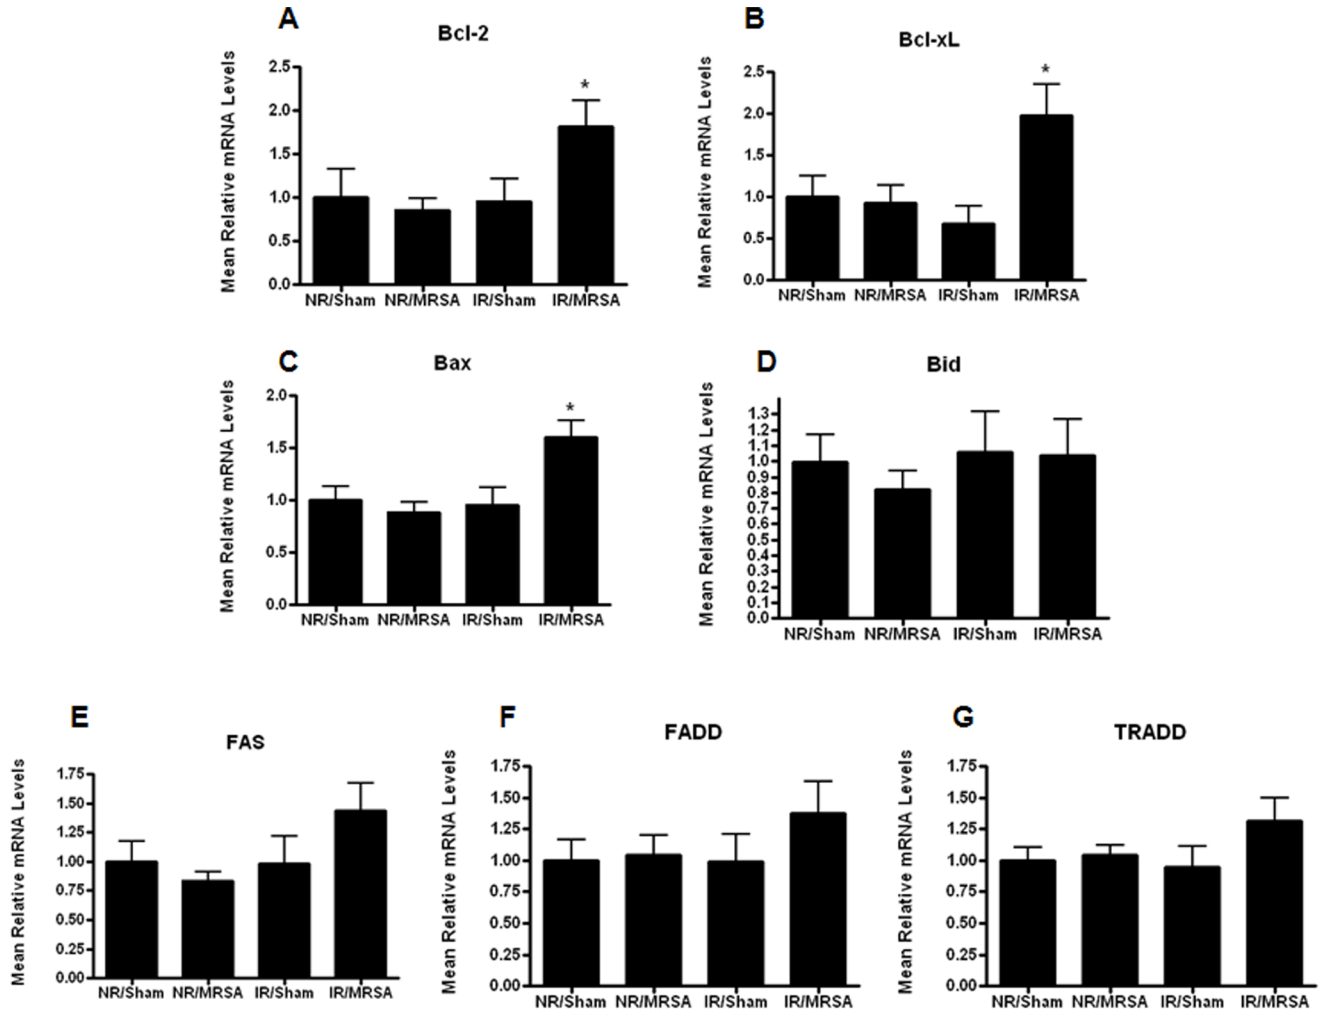 A
Bcl-2
Mean Relative mRNA Levels
2.5
2.0
1.5
1.0
0.5
0.0
*
NR/Sham NR/MRSA IR/Sham IR/MRSA
B
Bcl-xL
Mean Relative mRNA Levels
2.5
2.0
1.5
1.0
0.5
0.0
*
NR/Sham NR/MRSA IR/Sham IR/MRSA
C
Bax
Mean Relative mRNA Levels
2.0
1.5
1.0
0.5
0.0
*
NR/Sham NR/MRSA IR/Sham IR/MRSA
D
Bid
Mean Relative mRNA Levels
1.3
1.2
1.1
1.0
0.9
0.8
0.7
0.6
0.5
0.4
0.3
0.2
0.1
0.0
NR/Sham NR/MRSA IR/Sham IR/MRSA
E
FAS
Mean Relative mRNA Levels
1.75
1.50
1.25
1.00
0.75
0.50
0.25
0.00
NR/Sham NR/MRSA IR/Sham IR/MRSA
F
FADD
Mean Relative mRNA Levels
1.75
1.50
1.25
1.00
0.75
0.50
0.25
0.00
NR/Sham NR/MRSA IR/Sham IR/MRSA
G
TRADD
Mean Relative mRNA Levels
1.75
1.50
1.25
1.00
0.75
0.50
0.25
0.00
NR/Sham NR/MRSA IR/Sham IR/MRSA